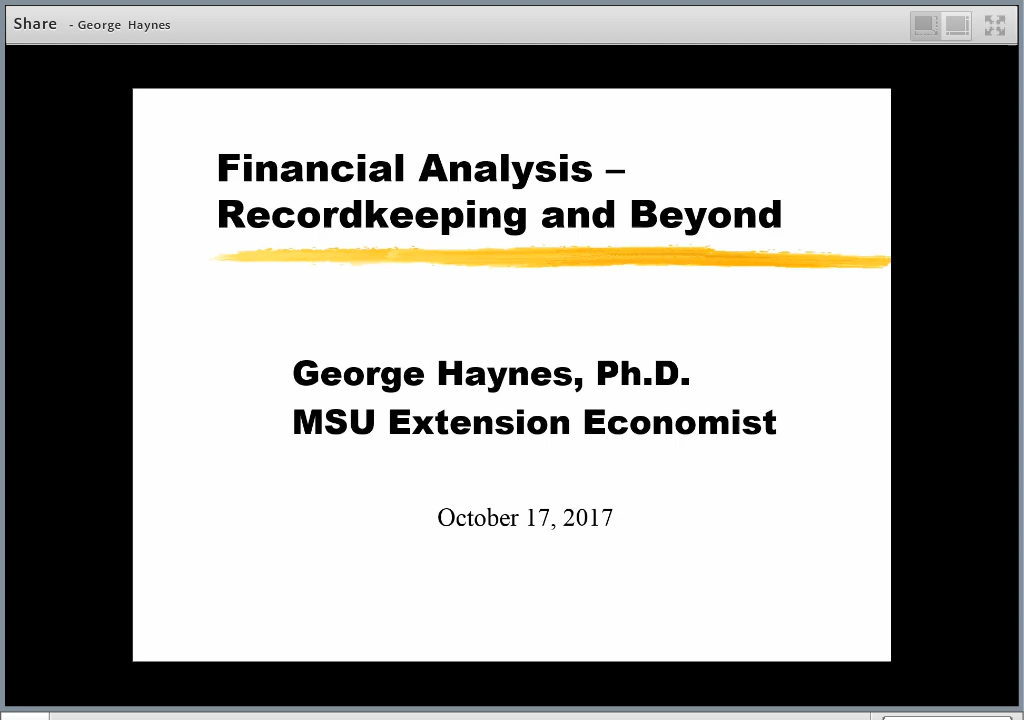 Share - George Haynes
Financial Analysis –
Recordkeeping and Beyond
George Haynes, Ph.D.
MSU Extension Economist
October 17, 2017